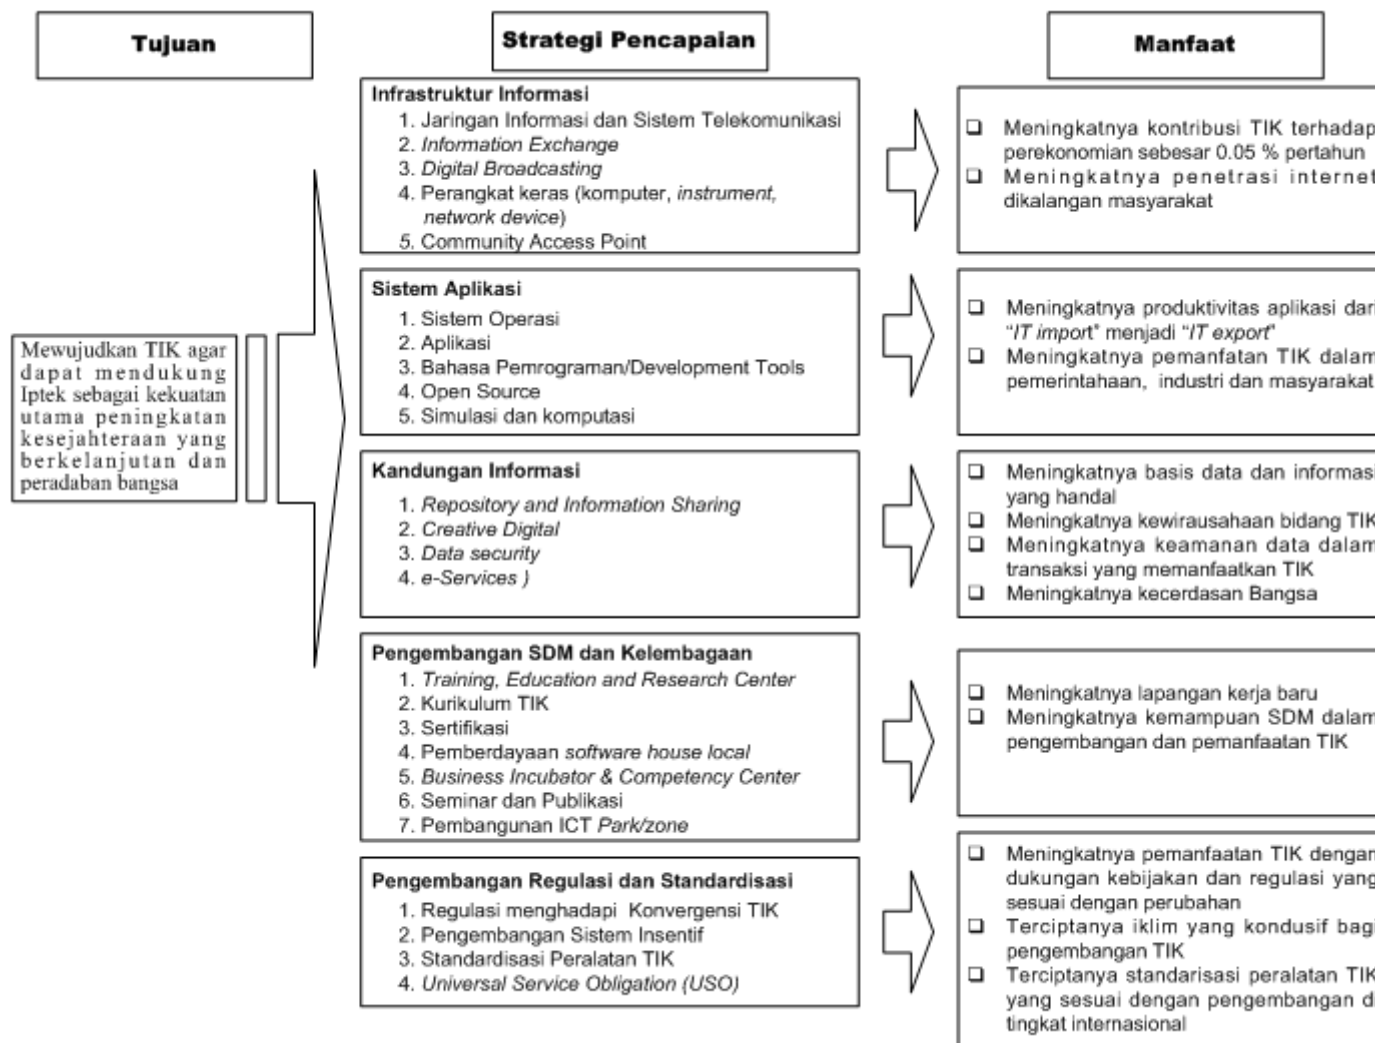 Tujuan
Strategi Pencapaian
Manfaat
Mewujudkan TIK agar
dapat mendukung
Iptek sebagai kekuatan
utama peningkatan
kesejahteraan yang
berkelanjutan dan
peradaban bangsa
Infrastruktur Informasi
1. Jaringan Informasi dan Sistem Telekomunikasi
2. Information Exchange
3. Digital Broadcasting
4. Perangkat keras (komputer, instrument,
network device)
5. Community Access Point
❑ Meningkatnya kontribusi TIK terhadap
perekonomian sebesar 0.05 % pertahun
❑ Meningkatnya penetrasi internet
dikalangan masyarakat
Sistem Aplikasi
1. Sistem Operasi
2. Aplikasi
3. Bahasa Pemrograman/Development Tools
4. Open Source
5. Simulasi dan komputasi
❑ Meningkatnya produktivitas aplikasi dari
“IT import” menjadi “IT export”
❑ Meningkatnya pemanfatan TIK dalam
pemerintahaan, industri dan masyarakat
Kandungan Informasi
1. Repository and Information Sharing
2. Creative Digital
3. Data security
4. e-Services )
❑ Meningkatnya basis data dan informasi
yang handal
❑ Meningkatnya kewirausahaan bidang TIK
❑ Meningkatnya keamanan data dalam
transaksi yang memanfaatkan TIK
❑ Meningkatnya kecerdasan Bangsa
Pengembangan SDM dan Kelembagaan
1. Training, Education and Research Center
2. Kurikulum TIK
3. Sertifikasi
4. Pemberdayaan software house local
5. Business Incubator & Competency Center
6. Seminar dan Publikasi
7. Pembangunan ICT Park/zone
❑ Meningkatnya lapangan kerja baru
❑ Meningkatnya kemampuan SDM dalam
pengembangan dan pemanfaatan TIK
Pengembangan Regulasi dan Standardisasi
1. Regulasi menghadapi Konvergensi TIK
2. Pengembangan Sistem Insentif
3. Standardisasi Peralatan TIK
4. Universal Service Obligation (USO)
❑ Meningkatnya pemanfaatan TIK dengan
dukungan kebijakan dan regulasi yang
sesuai dengan perubahan
❑ Terciptanya iklim yang kondusif bagi
pengembangan TIK
❑ Terciptanya standarisasi peralatan TIK
yang sesuai dengan pengembangan di
tingkat internasional